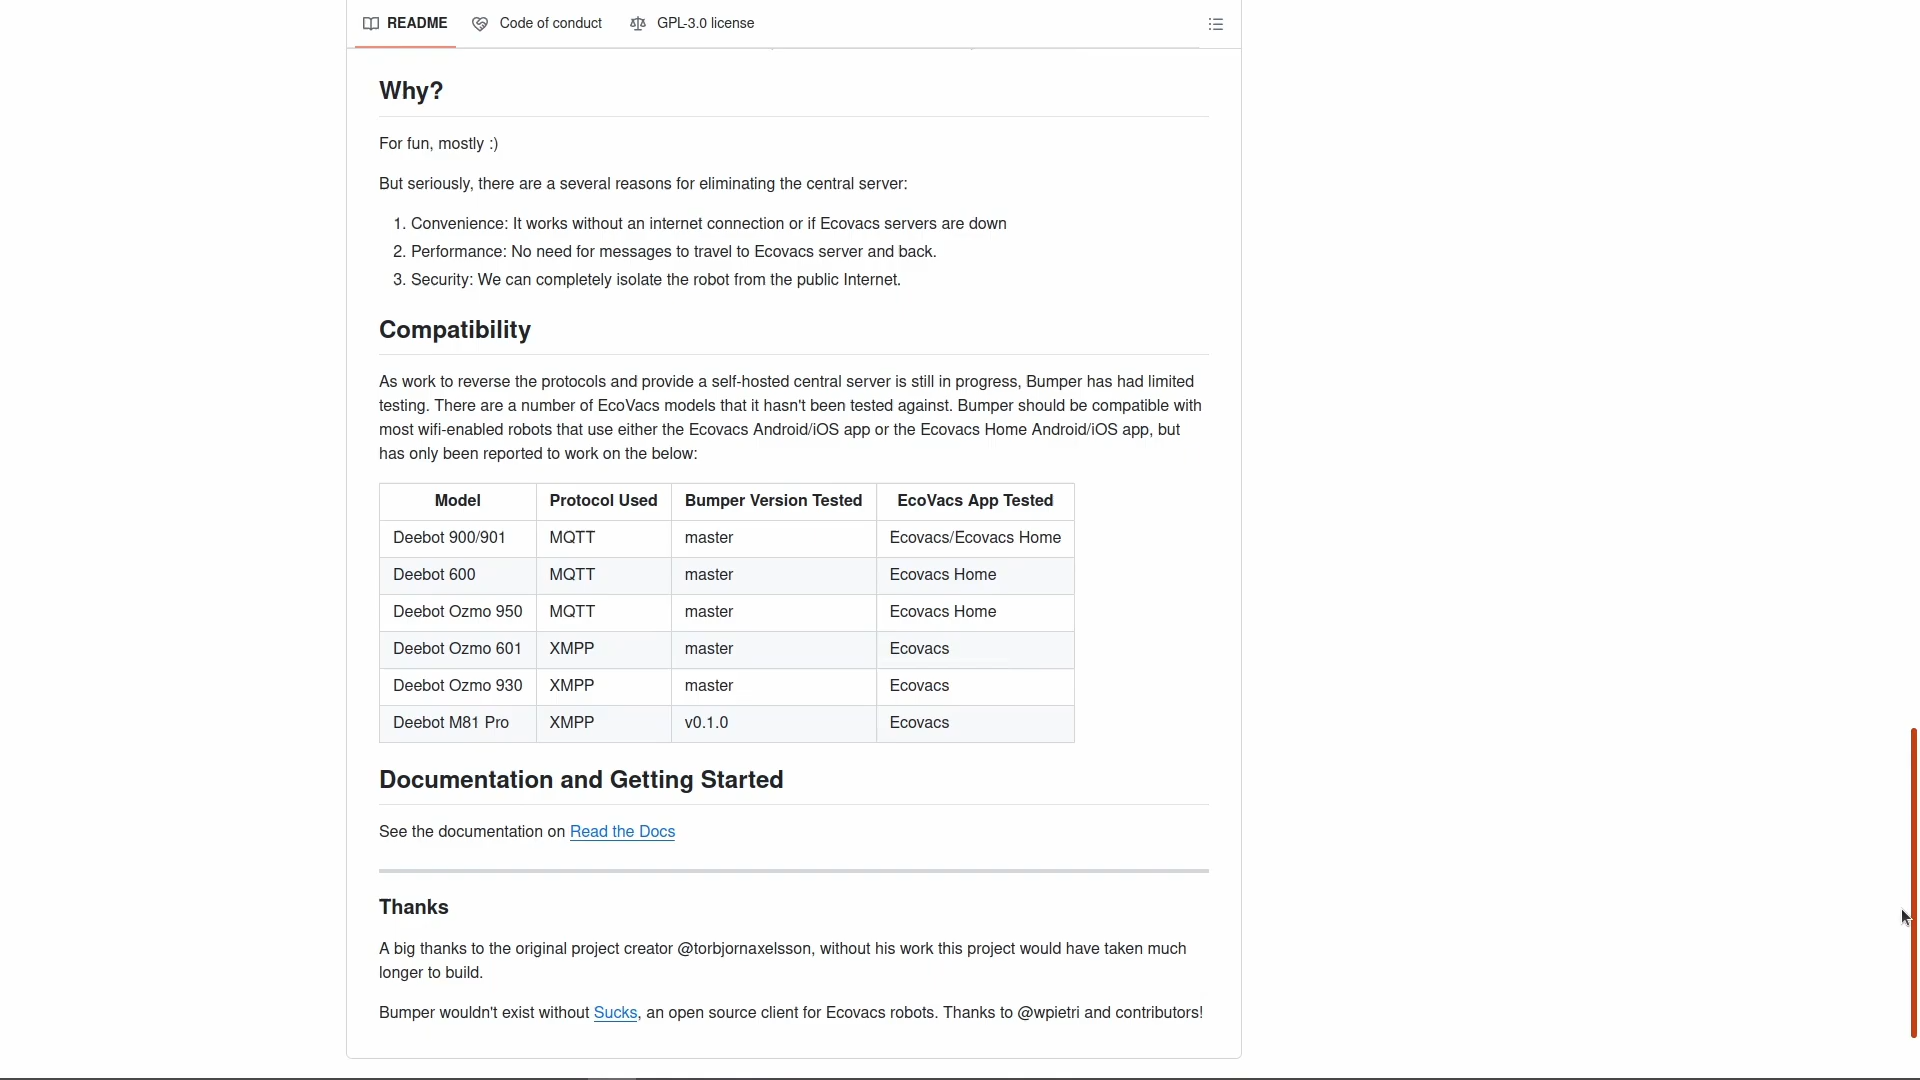 README Code of conduct GPL-3.0 license
Why?
For fun, mostly :)
But seriously, there are a several reasons for eliminating the central server:
1. Convenience: It works without an internet connection or if Ecovacs servers are down
2. Performance: No need for messages to travel to Ecovacs server and back.
3. Security: We can completely isolate the robot from the public Internet.
Compatibility
As work to reverse the protocols and provide a self-hosted central server is still in progress, Bumper has had limited
testing. There are a number of EcoVacs models that it hasn't been tested against. Bumper should be compatible with
most wifi-enabled robots that use either the Ecovacs Android/iOS app or the Ecovacs Home Android/iOS app, but
has only been reported to work on the below:
Model Protocol Used Bumper Version Tested EcoVacs App Tested
Deebot 900/901 MQTT master Ecovacs/Ecovacs Home
Deebot 600 MQTT master Ecovacs Home
Deebot Ozmo 950 MQTT master Ecovacs Home
Deebot Ozmo 601 XMPP master Ecovacs
Deebot Ozmo 930 XMPP master Ecovacs
Deebot M81 Pro XMPP v0.1.0 Ecovacs
Documentation and Getting Started
See the documentation on Read the Docs
Thanks
A big thanks to the original project creator @torbjornaxelsson, without his work this project would have taken much
longer to build.
Bumper wouldn't exist without Sucks, an open source client for Ecovacs robots. Thanks to @wpietri and contributors!